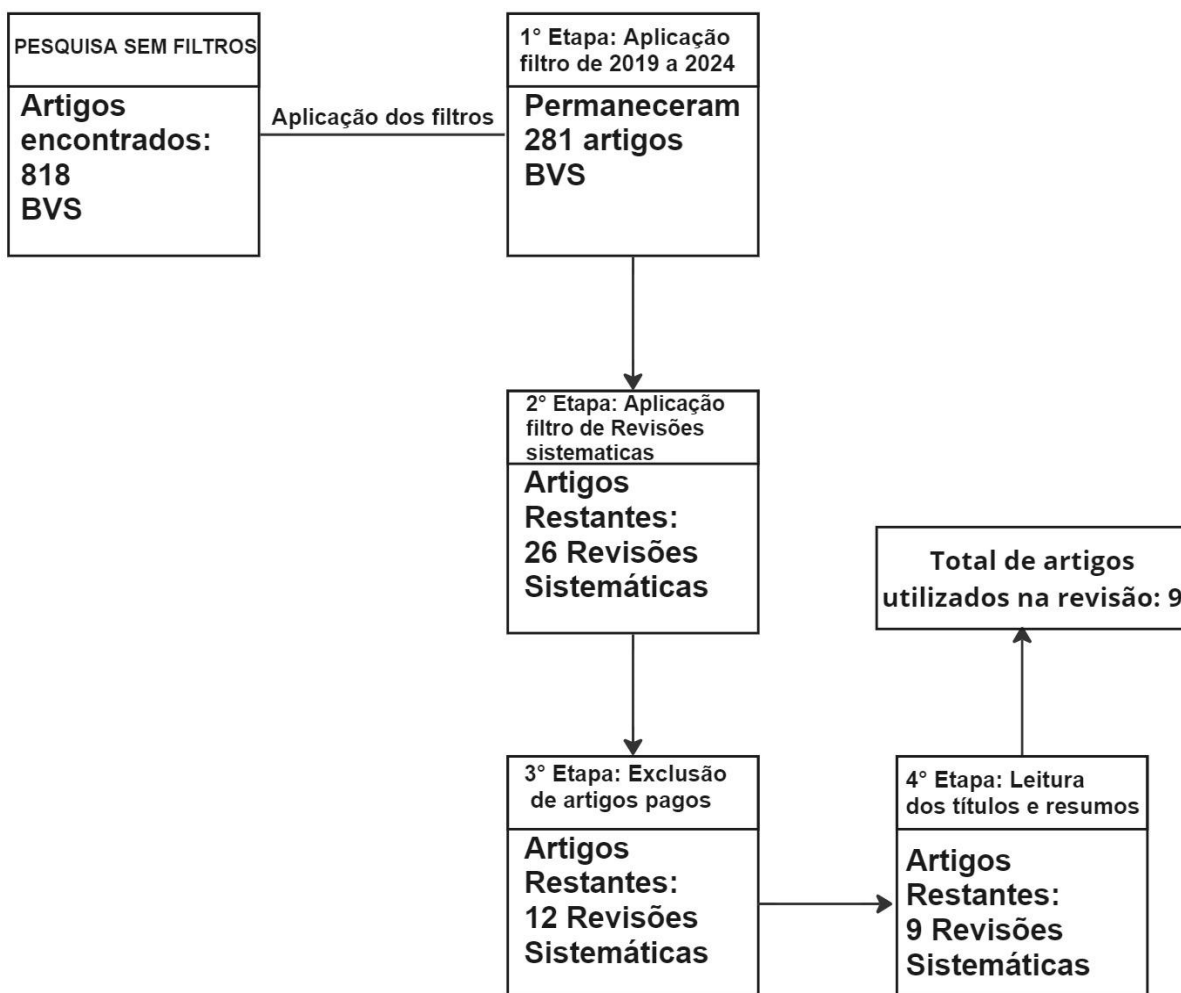 PESQUISA SEM FILTROS
Artigos
encontrados:
818
BVS
Aplicação dos filtros
1° Etapa: Aplicação
filtro de 2019 a 2024
Permaneceram
281 artigos
BVS
2° Etapa: Aplicação
filtro de Revisões
sistematicas
Artigos
Restantes:
26 Revisões
Sistemáticas
3° Etapa: Exclusão
de artigos pagos
Artigos
Restantes:
12 Revisões
Sistemáticas
4° Etapa: Leitura
dos títulos e resumos
Artigos
Restantes:
9 Revisões
Sistemáticas
Total de artigos
utilizados na revisão: 9